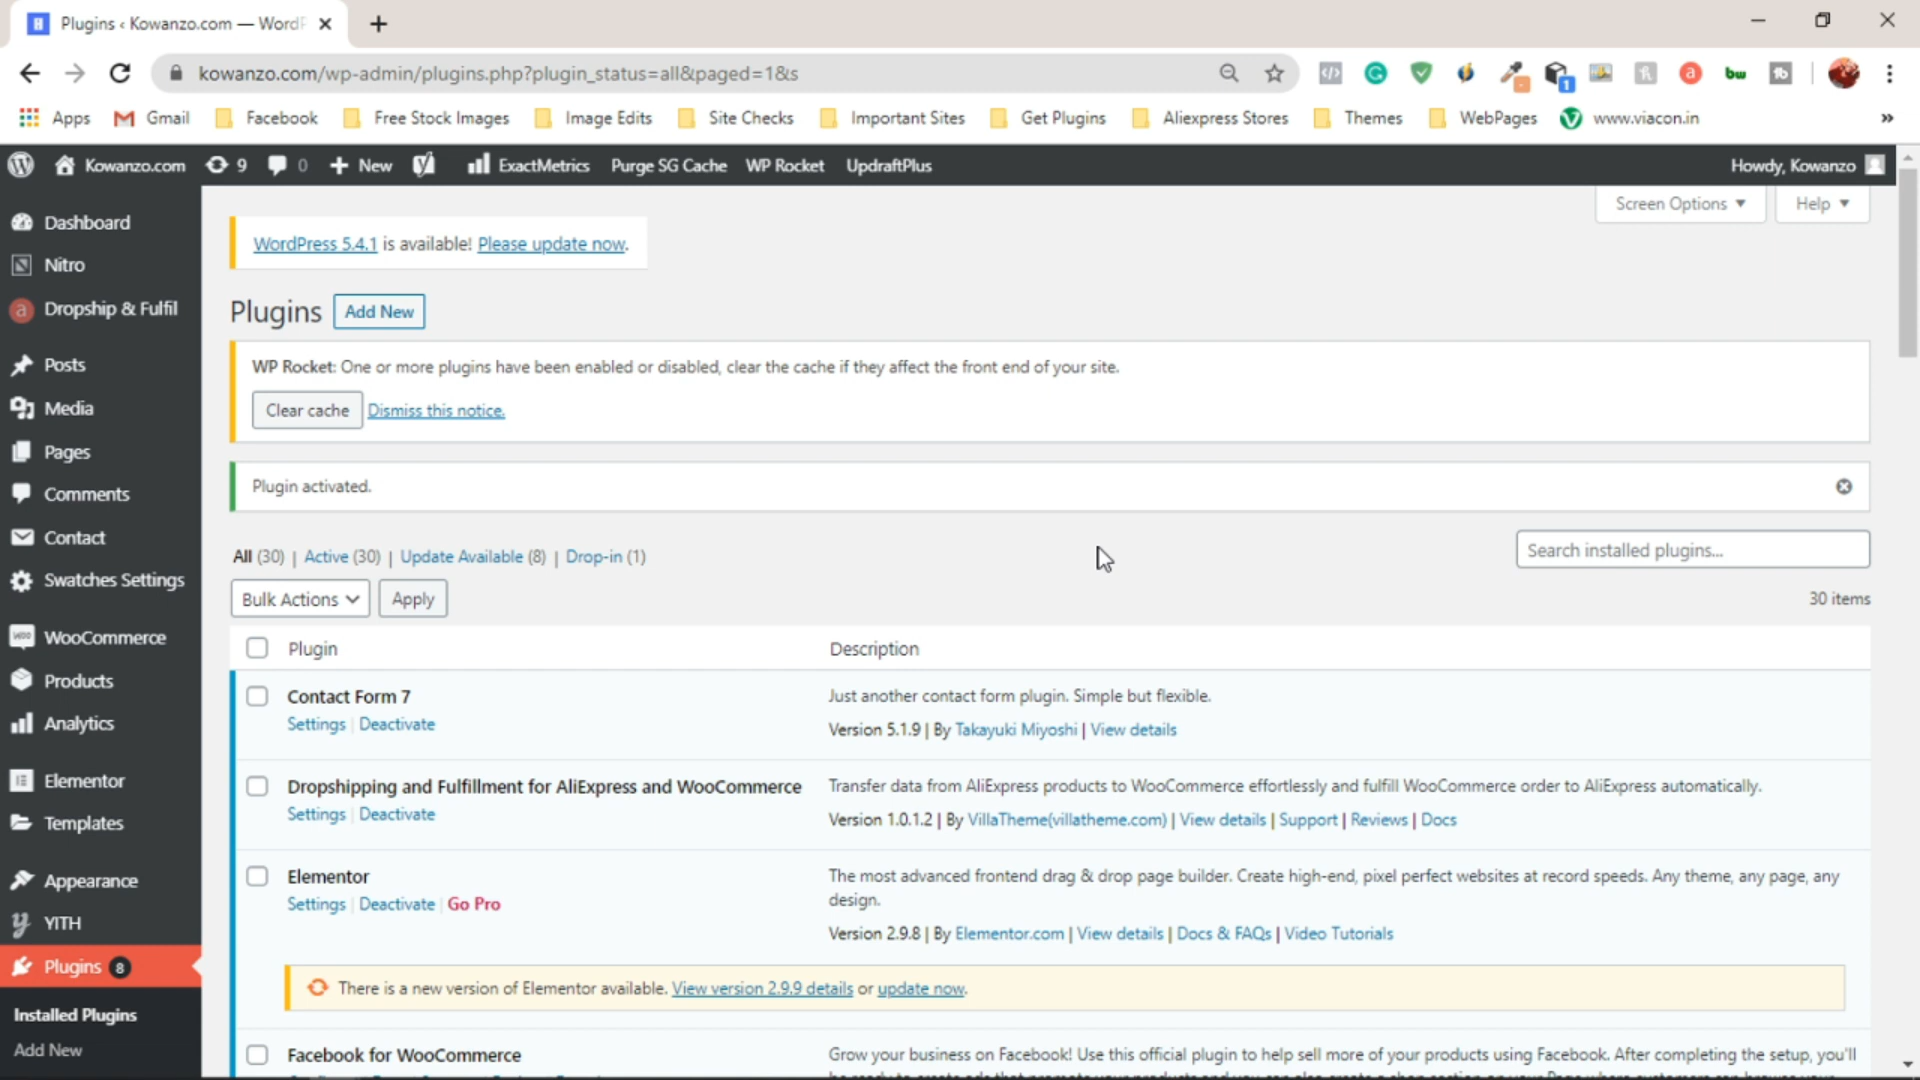 Plugins ‹ Kowanzo.com — WordP
kowanzo.com/wp-admin/plugins.php?plugin_status=all&paged=1&s
Apps Gmail Facebook Free Stock Images Image Edits Site Checks Important Sites Get Plugins Aliexpress Stores Themes WebPages www.viacon.in »
Kowanzo.com 9 0 + New ExactMetrics Purge SG Cache WP Rocket UpdraftPlus Howdy, Kowanzo
Screen Options Help
Dashboard
Nitro
Dropship & Fulfil
Posts
Media
Pages
Comments
Contact
Swatches Settings
WooCommerce
Products
Analytics
Elementor
Templates
Appearance
YITH
Plugins 8
Installed Plugins
Add New
WordPress 5.4.1 is available! Please update now.
Plugins Add New
WP Rocket: One or more plugins have been enabled or disabled, clear the cache if they affect the front end of your site.
Clear cache Dismiss this notice.
Plugin activated.
All (30) | Active (30) | Update Available (8) | Drop-in (1)
Search installed plugins...
Bulk Actions Apply
30 items
Plugin Description
Contact Form 7
Settings | Deactivate
Just another contact form plugin. Simple but flexible.
Version 5.1.9 | By Takayuki Miyoshi | View details
Dropshipping and Fulfillment for AliExpress and WooCommerce
Settings | Deactivate
Transfer data from AliExpress products to WooCommerce effortlessly and fulfill WooCommerce order to AliExpress automatically.
Version 1.0.1.2 | By VillaTheme(villatheme.com) | View details | Support | Reviews | Docs
Elementor
Settings | Deactivate | Go Pro
The most advanced frontend drag & drop page builder. Create high-end, pixel perfect websites at record speeds. Any theme, any page, any
design.
Version 2.9.8 | By Elementor.com | View details | Docs & FAQs | Video Tutorials
There is a new version of Elementor available. View version 2.9.9 details or update now.
Facebook for WooCommerce
Grow your business on Facebook! Use this official plugin to help sell more of your products using Facebook. After completing the setup, you'll